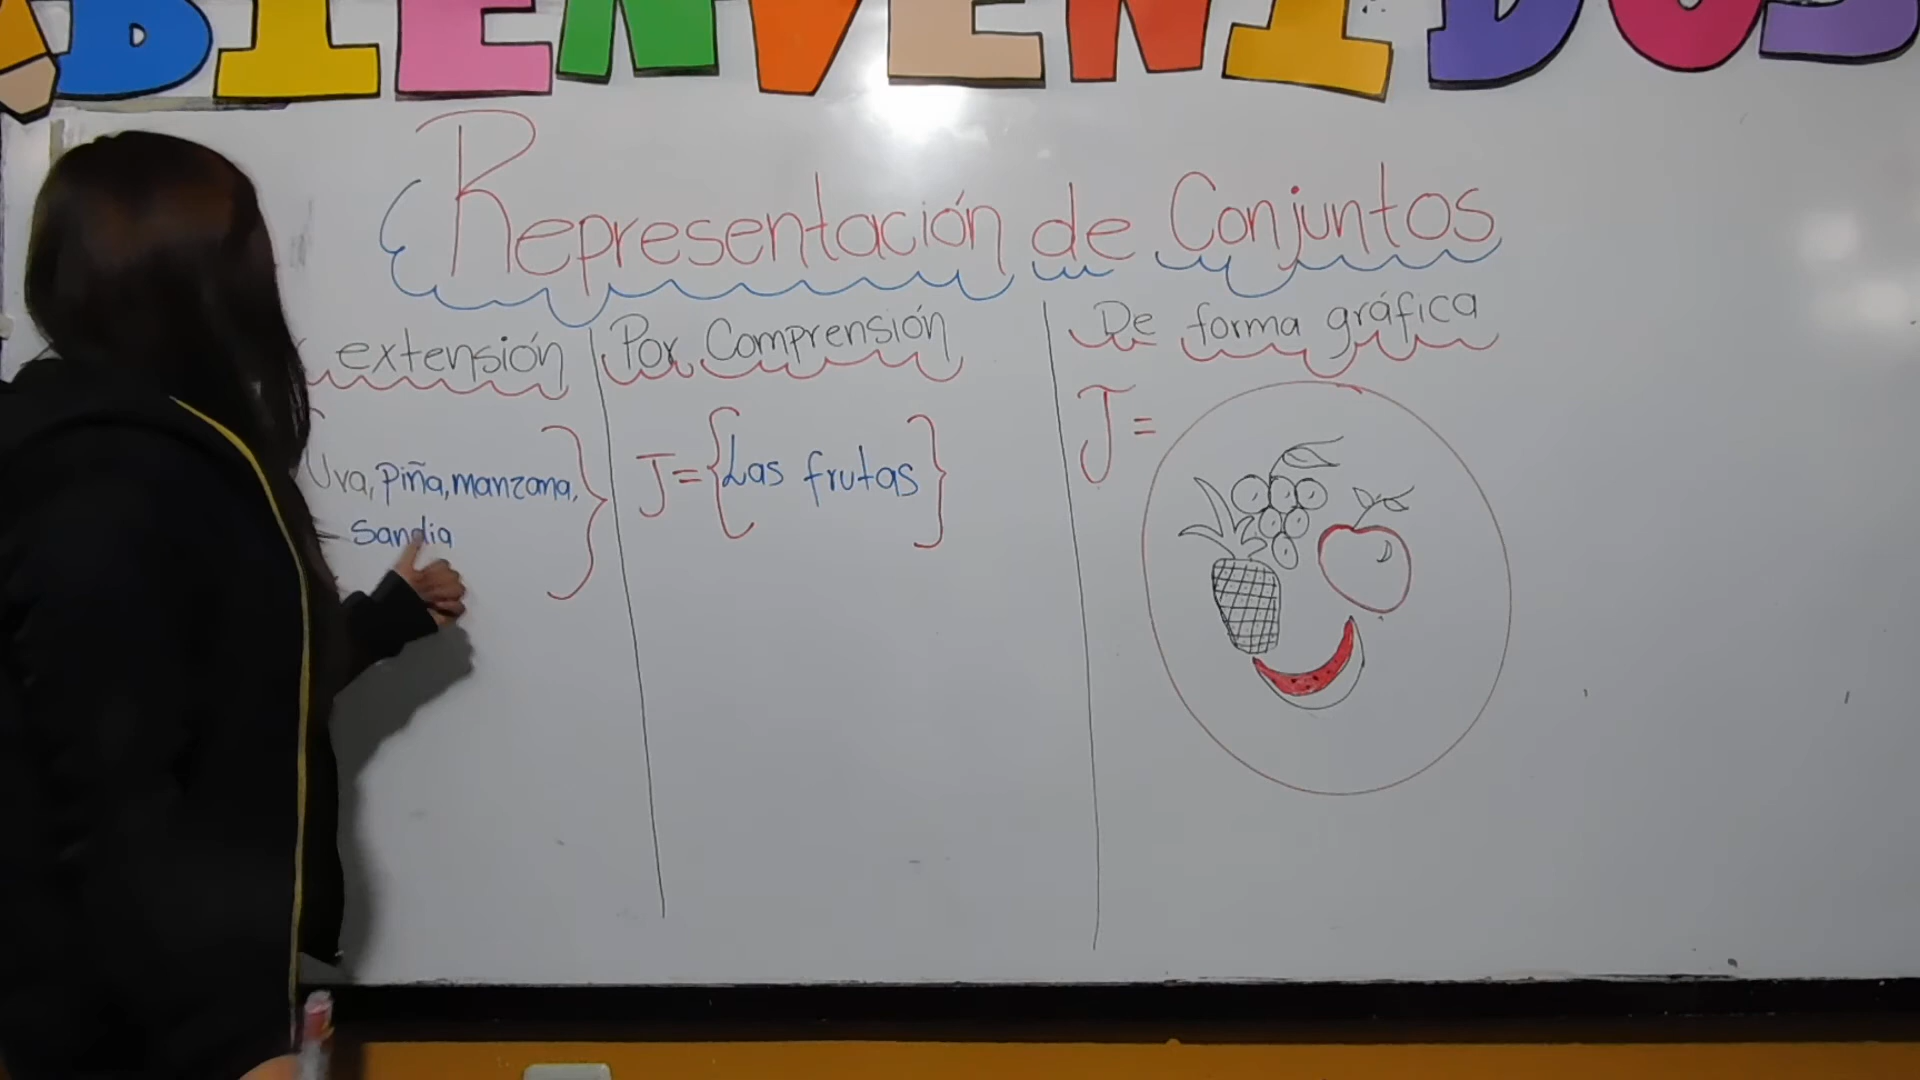 BIENVENIDOS
Representación de Conjuntos
extensión
Uva, Piña, manzana,
Sandia
Por Comprensión
J = {Las frutas}
De forma gráfica
J =